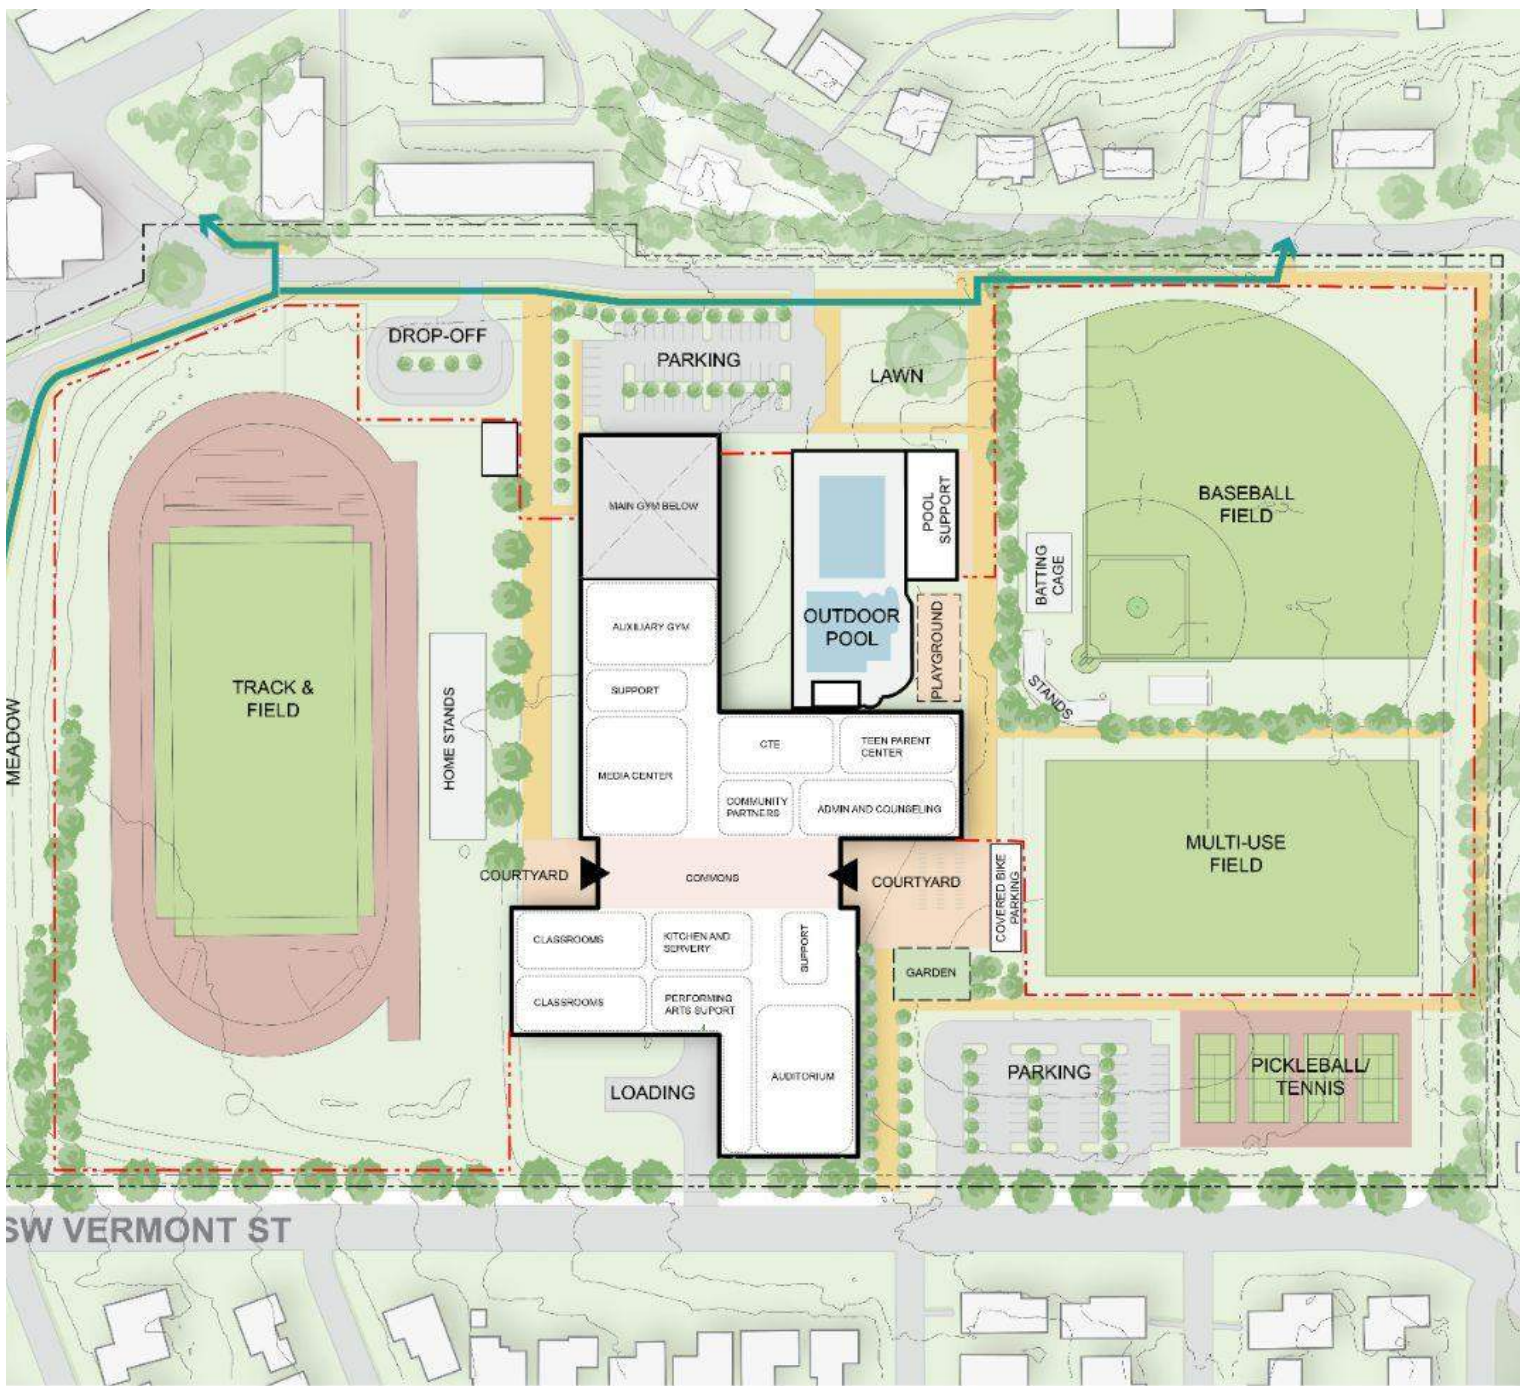 DROP-OFF
PARKING
LAWN
MAIN GYM BELOW
POOL
SUPPORT
BASEBALL
FIELD
BATTING
CAGE
AUXILIARY GYM
OUTDOOR
POOL
PLAYGROUND
SUPPORT
STANDS
TRACK &
FIELD
HOME STANDS
MEADOW
MEDIA CENTER
CTE
TEEN PARENT
CENTER
COMMUNITY
PARTNERS
ADMIN AND COUNSELING
MULTI-USE
FIELD
COURTYARD
COMMONS
COURTYARD
COVERED BIKE
PARKING
CLASSROOMS
KITCHEN AND
SERVERY
SUPPORT
GARDEN
CLASSROOMS
PERFORMING
ARTS SUPORT
AUDITORIUM
LOADING
PARKING
PICKLEBALL/
TENNIS
SW VERMONT ST